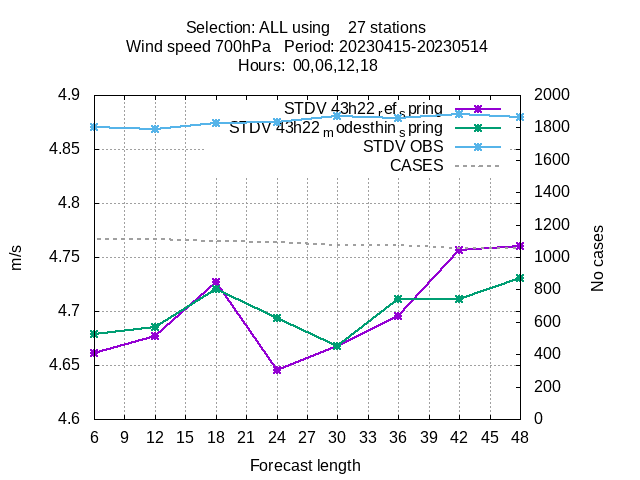 Selection: ALL using    27 stations
Wind speed 700hPa   Period: 20230415-20230514
Hours:  00,06,12,18
STDV 43h22_ref_spring
STDV 43h22_modesthin_spring
STDV OBS
CASES
4.9
4.85
4.8
4.75
4.7
4.65
4.6
m/s
2000
1800
1600
1400
1200
1000
800
600
400
200
0
No cases
6 9 12 15 18 21 24 27 30 33 36 39 42 45 48
Forecast length